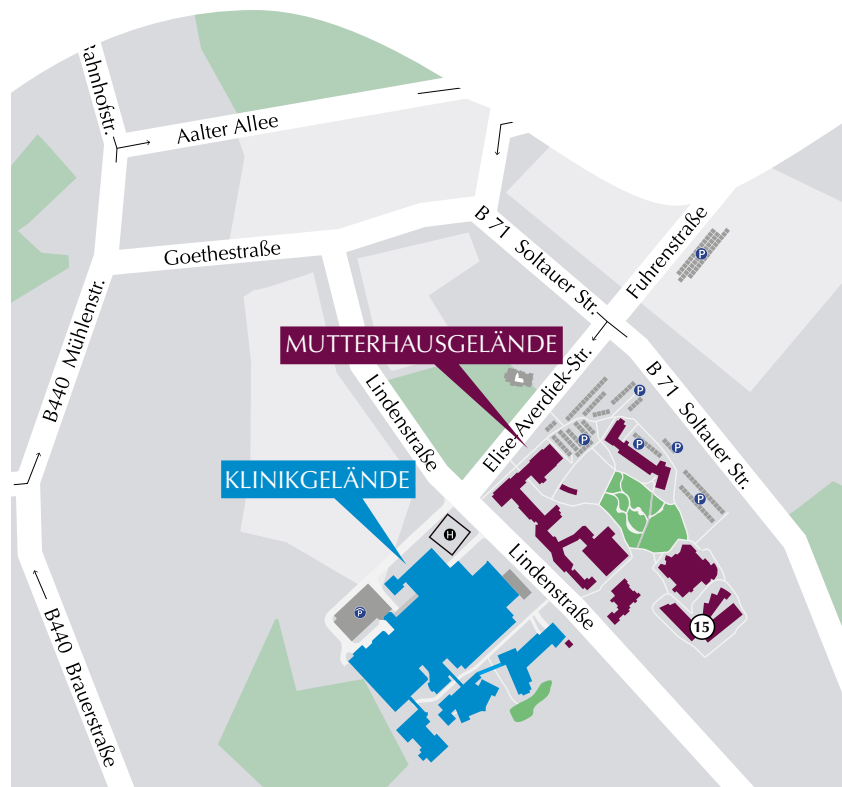 Bahnhofstr.
Aalter Allee
Goethestraße
B 71 Soltauer Str.
Fuhrenstraße
P
B440 Mühlenstr.
MUTTERHAUSGELÄNDE
Elise-Averdiek-Str.
B 71 Soltauer Str.
Lindenstraße
P
P
P
P
P
KLINIKGELÄNDE
H
Lindenstraße
P
15
B440 Brauerstraße